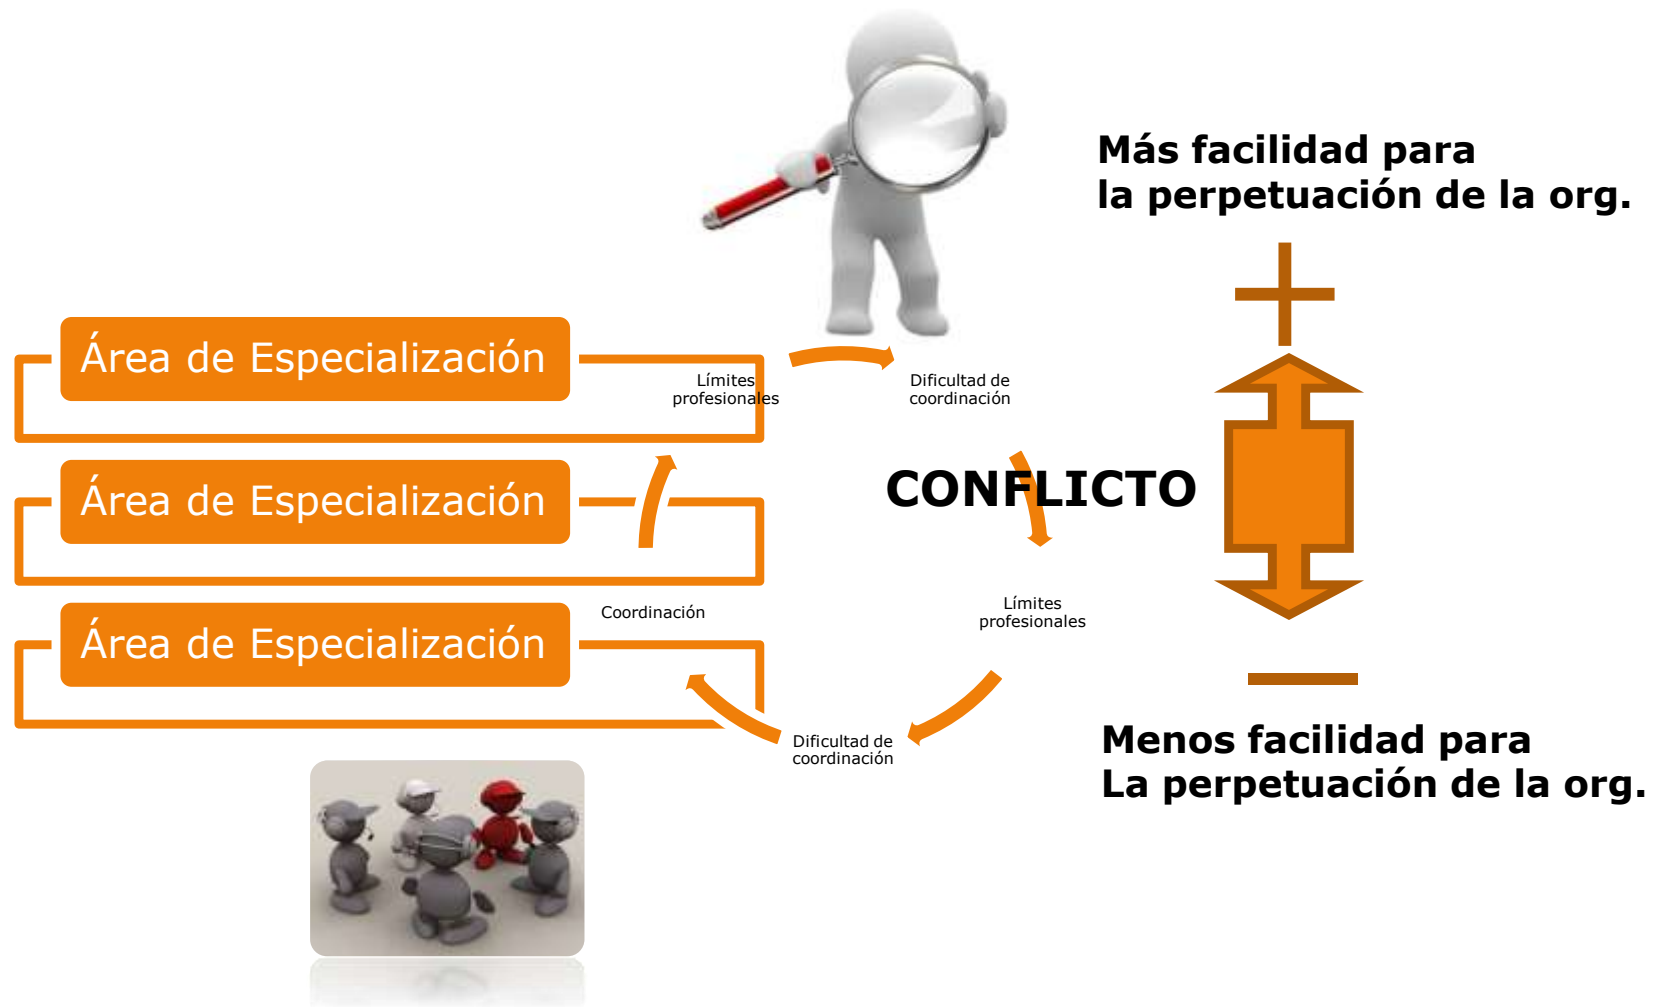 Más facilidad para
la perpetuación de la org.
Área de Especialización
Área de Especialización
Área de Especialización
Límites
profesionales
Dificultad de
coordinación
CONFLICTO
Límites
profesionales
Dificultad de
coordinación
Coordinación
Menos facilidad para
La perpetuación de la org.